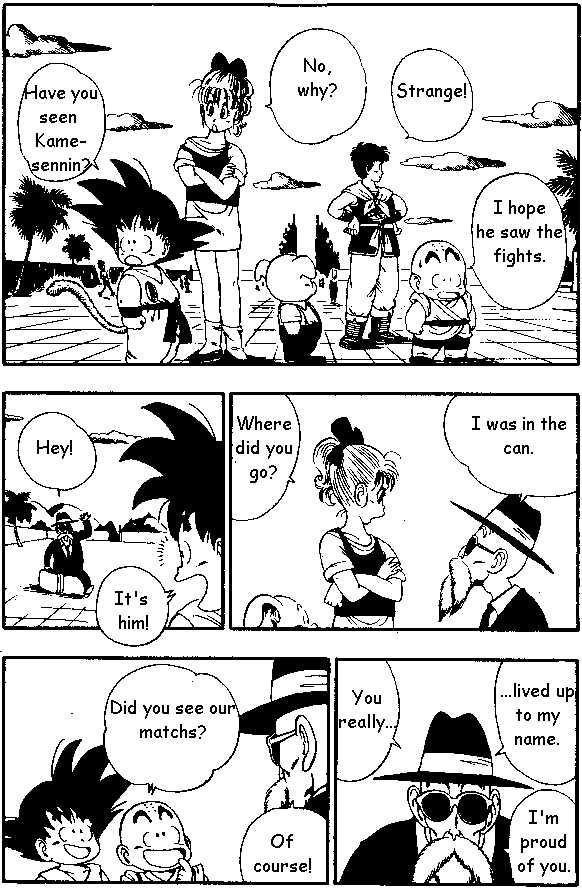 Have you
seen
Kame-
sennin?
No,
why?
Strange!
I hope
he saw the
fights.
Hey!
It's
him!
Where
did you
go?
I was in the
can.
Did you see our
matchs?
Of
course!
You
really...
...lived up
to my
name.
I'm
proud
of you.